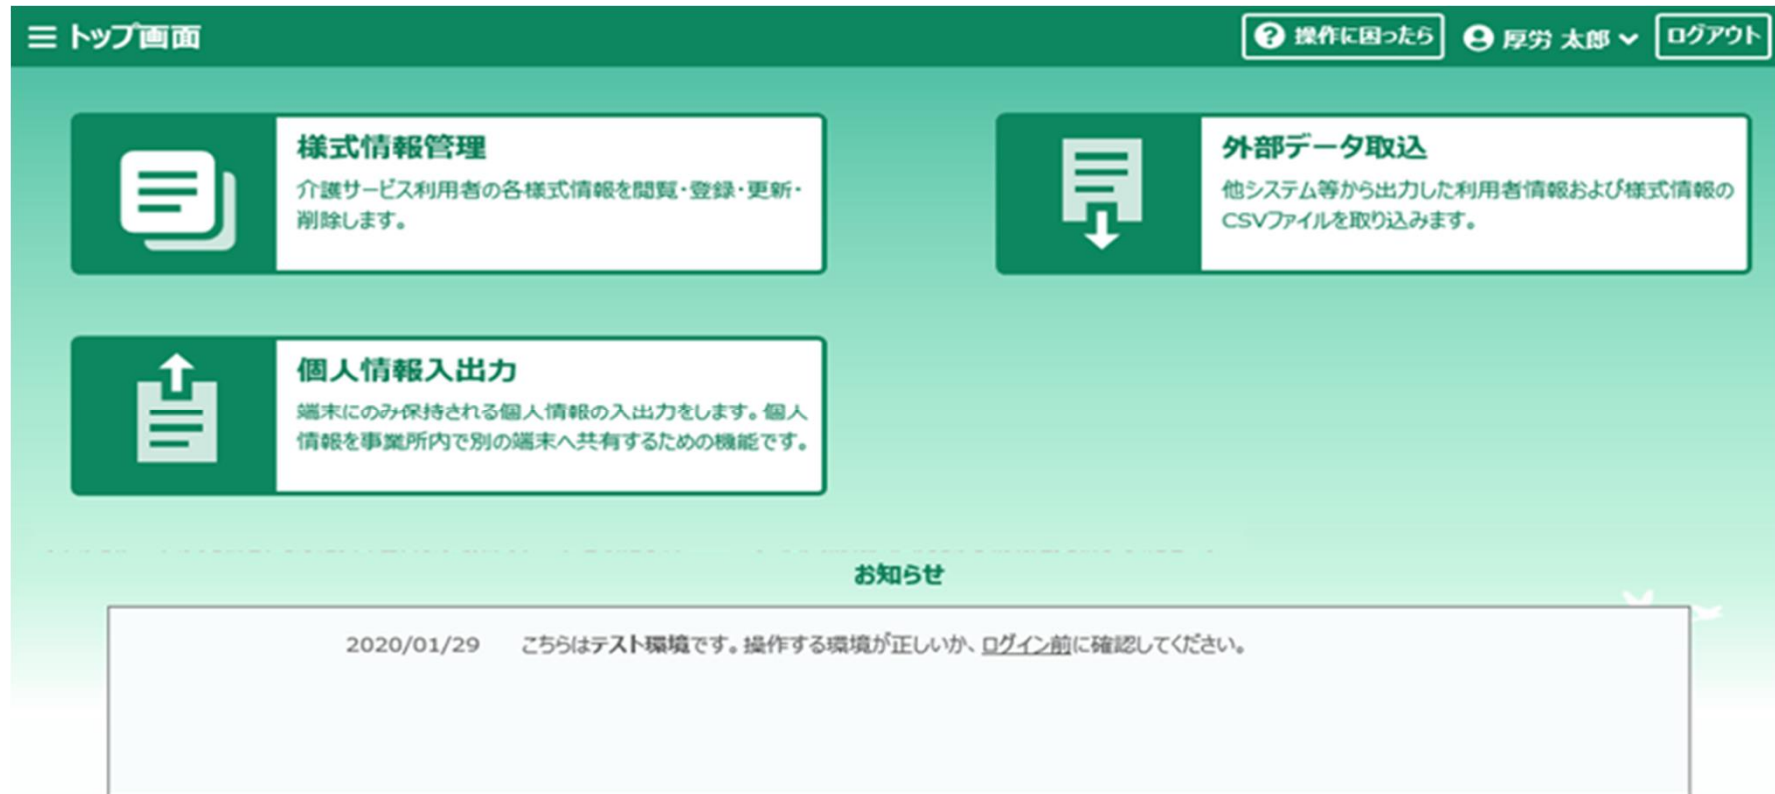 トップ画面
操作に困ったら
厚労 太郎
ログアウト
様式情報管理
介護サービス利用者の各様式情報を閲覧・登録・更新・
削除します。
外部データ取込
他システム等から出力した利用者情報および様式情報の
CSVファイルを取り込みます。
個人情報入出力
端末にのみ保持される個人情報の入出力をします。個人
情報を事業所内で別の端末へ共有するための機能です。
お知らせ
2020/01/29 こちらはテスト環境です。操作する環境が正しいか、ログイン前に確認してください。